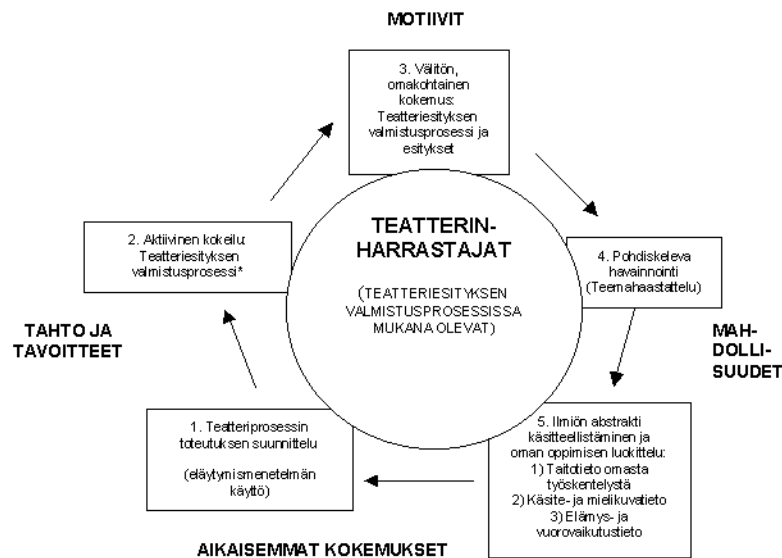 MOTIIVIT
3. Välitön,
omakohtainen
kokemus:
Teatteriesityksen
valmistusprosessi ja
esitykset
TEATTERIN-
HARRASTAJAT
(TEATTERIESITYKSEN
VALMISTUSPROSESSISSA
MUKANA OLEVAT)
2. Aktiivinen kokeilu:
Teatteriesityksen
valmistusprosessi*
4. Pohdiskeleva
havainnointi
(Teemahaastattelu)
TAHTO JA
TAVOITTEET
MAH-
DOLLI-
SUUDET
1. Teatteriprosessin
toteutuksen suunnittelu
(eläytymismenetelmän
käyttö)
5. Ilmiön abstrakti
käsitteellistäminen ja
oman oppimisen luokittelu:
1) Taitotieto omasta
työskentelystä
2) Käsite- ja mielikuvatieto
3) Elämys- ja
vuorovaikutustieto
AIKAISEMMAT KOKEMUKSET